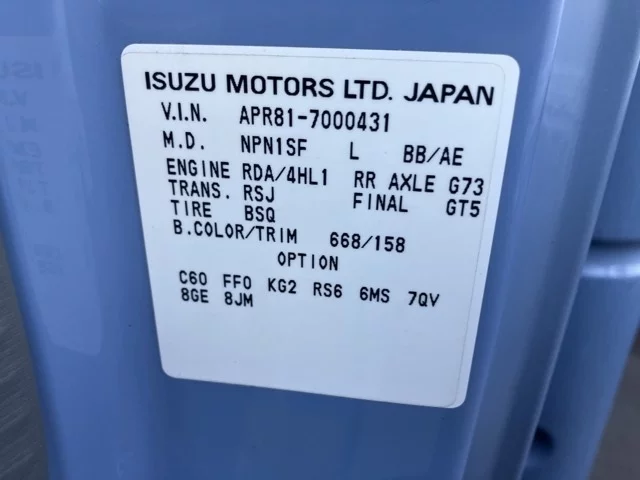 ISUZU MOTORS LTD. JAPAN
V.I.N. APR81-7000431
M.D. NPN1SF L BB/AE
ENGINE RDA/4HL1 RR AXLE G73
TRANS. RSJ FINAL GT5
TIRE BSQ
B.COLOR/TRIM 668/158
OPTION
C60 FF0 KG2 RS6 6MS 7QV
8GE 8JM